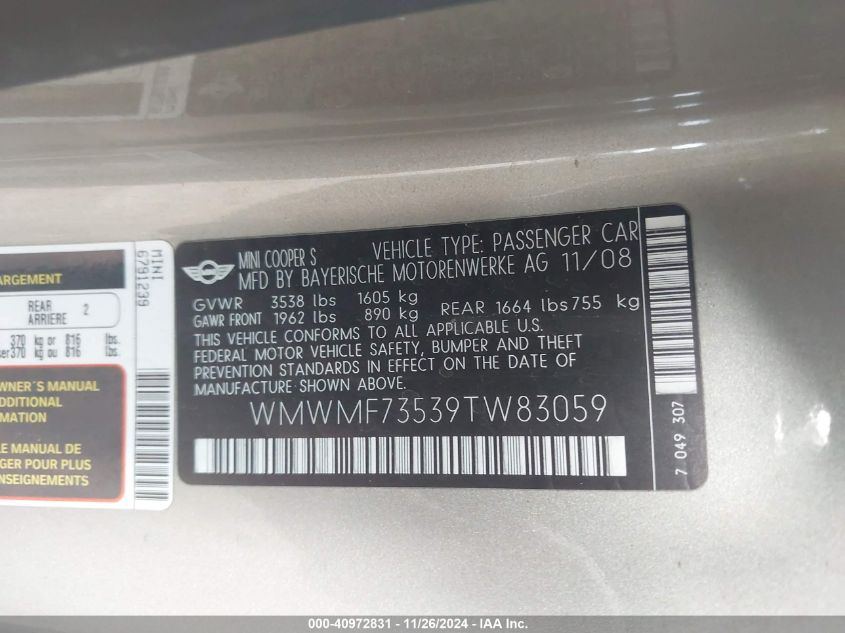 MINI COOPER S VEHICLE TYPE: PASSENGER CAR
MFD BY BAYERISCHE MOTORENWERKE AG 11/08
GVWR 3538 lbs 1605 kg
GAWR FRONT 1962 lbs 890 kg REAR 1664 lbs755 kg
THIS VEHICLE CONFORMS TO ALL APPLICABLE U.S.
FEDERAL MOTOR VEHICLE SAFETY, BUMPER AND THEFT
PREVENTION STANDARDS IN EFFECT ON THE DATE OF
MANUFACTURE SHOWN ABOVE.
WMWMF73539TW83059
7 049 307
MINI
6791239
ARGEMENT
REAR
ARRIERE 2
370 kg or 816 lbs.
ser370 kg ou 816 lbs.
WNER´S MANUAL
ADDITIONAL
MATION
LE MANUEL DE
GER POUR PLUS
NSEIGNEMENTS
000-40972831 - 11/26/2024 - IAA Inc.